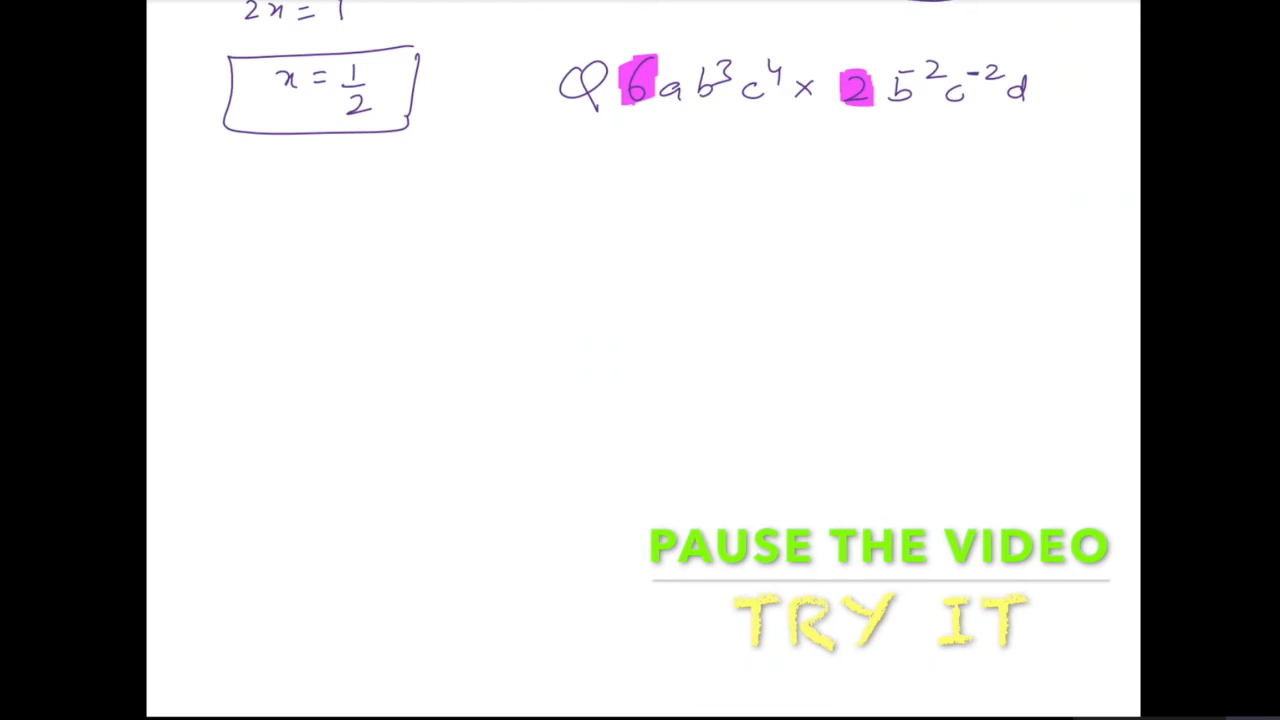 2x = 1
x = 1/2
Q 6ab³c⁴ × 2b⁻²c⁻²d
PAUSE THE VIDEO
TRY IT